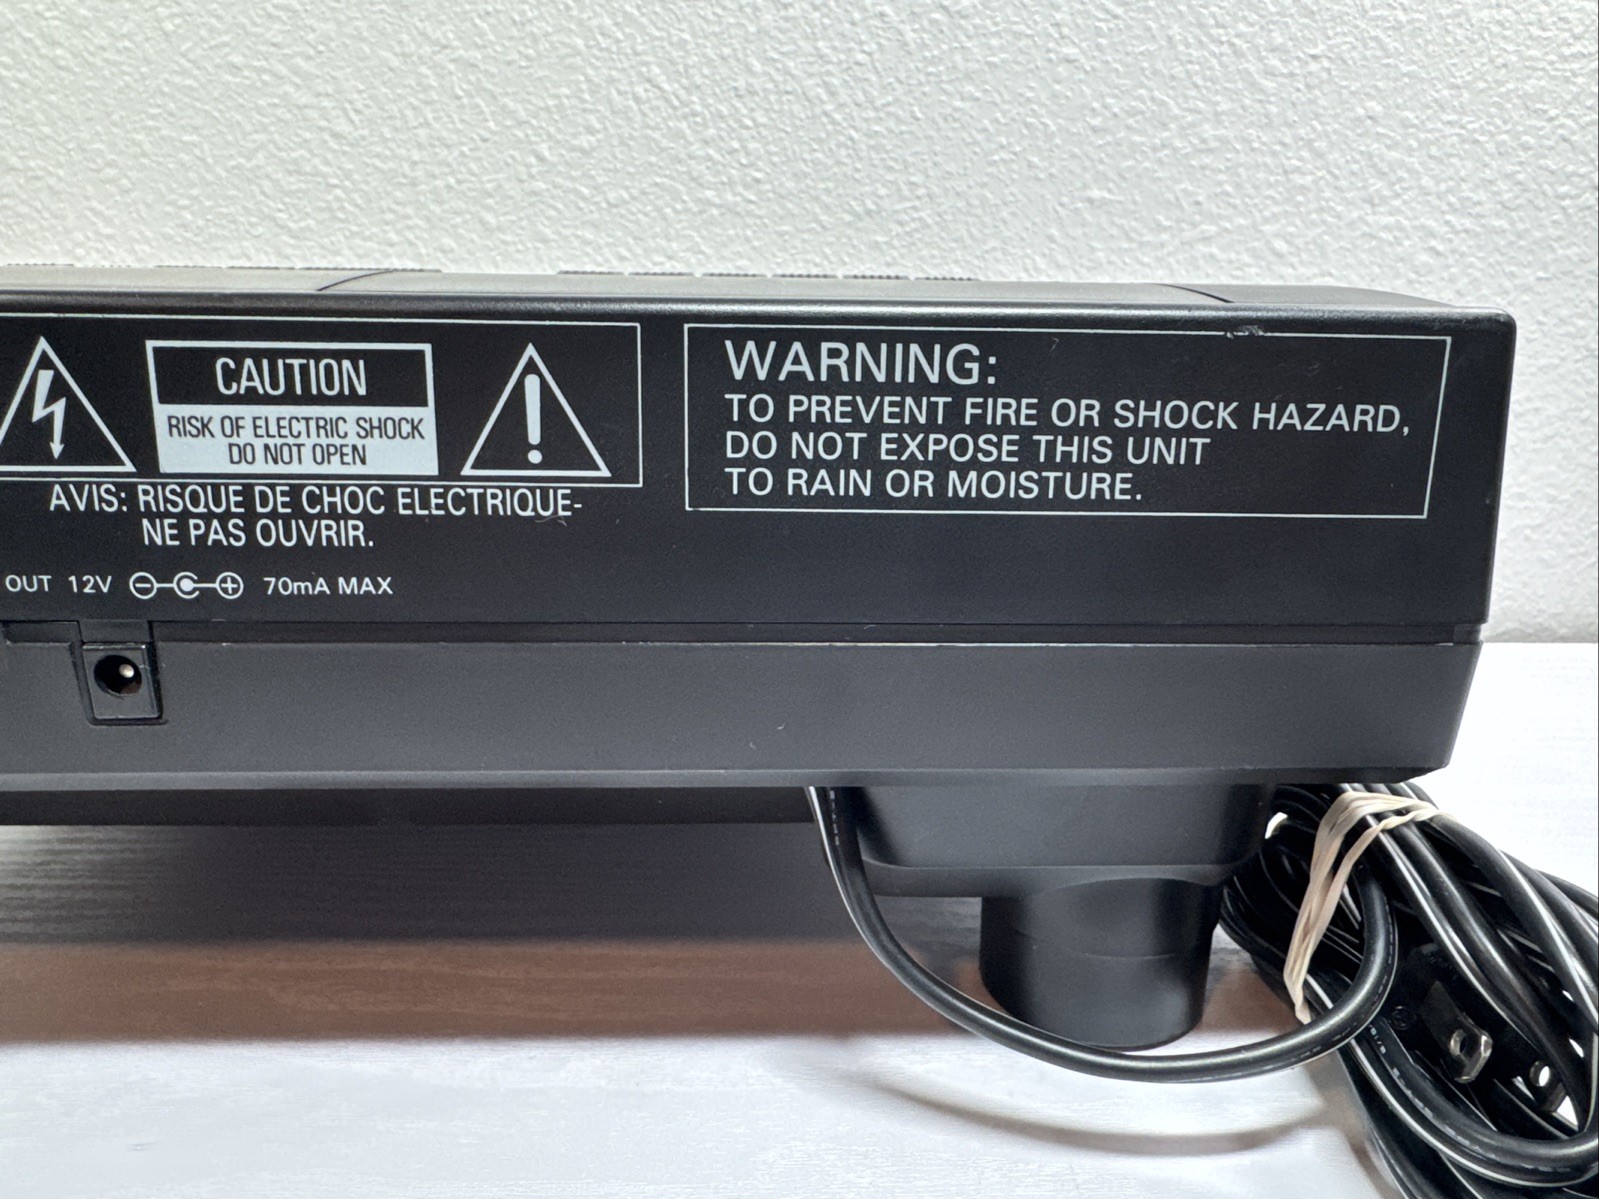 CAUTION
RISK OF ELECTRIC SHOCK
DO NOT OPEN
AVIS: RISQUE DE CHOC ELECTRIQUE-
NE PAS OUVRIR.
OUT 12V 70mA MAX
WARNING:
TO PREVENT FIRE OR SHOCK HAZARD,
DO NOT EXPOSE THIS UNIT
TO RAIN OR MOISTURE.